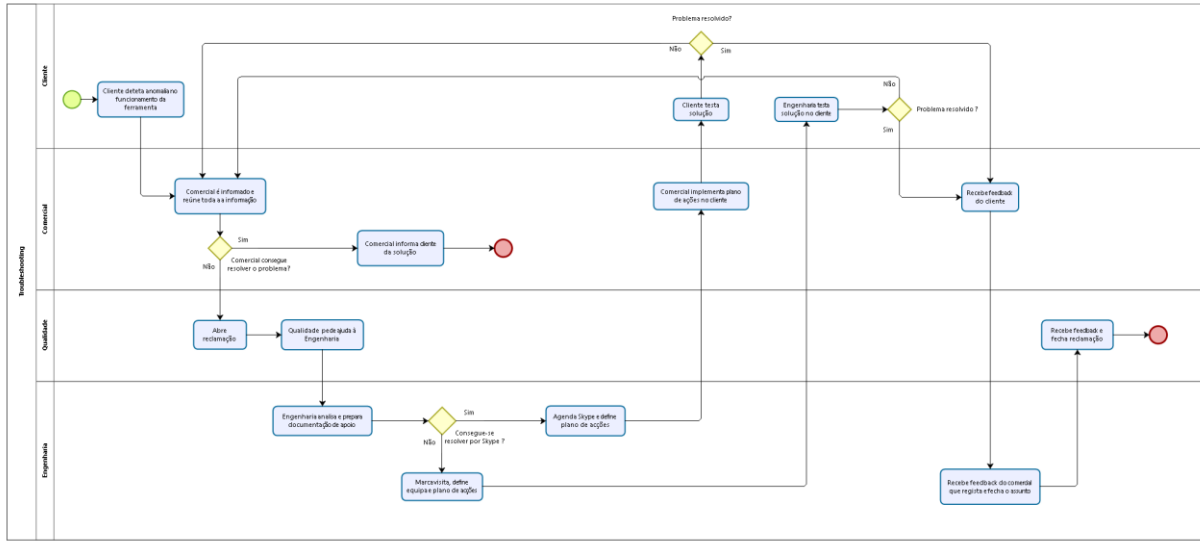 Troubleshooting
Cliente
Problema resolvido?
Não
Sim
Cliente deteta anomalia no
funcionamento da
ferramenta
Cliente testa
solução
Engenharia testa
solução no cliente
Não
Problema resolvido ?
Sim
Comercial
Comercial é informado e
reúne toda a a informação
Comercial implementa plano
de ações no cliente
Recebe feedback
do cliente
Sim
Comercial consegue
resolver o problema?
Não
Comercial informa cliente
da solução
Qualidade
Abre
reclamação
Qualidade pede ajuda à
Engenharia
Recebe feedback e
fecha reclamação
Engenharia
Engenharia analisa e prepara
documentação de apoio
Sim
Consegue-se
resolver por Skype ?
Não
Agenda Skype e define
plano de acções
Marca visita, define
equipa e plano de acções
Recebe feedback do comercial
que regista e fecha o assunto